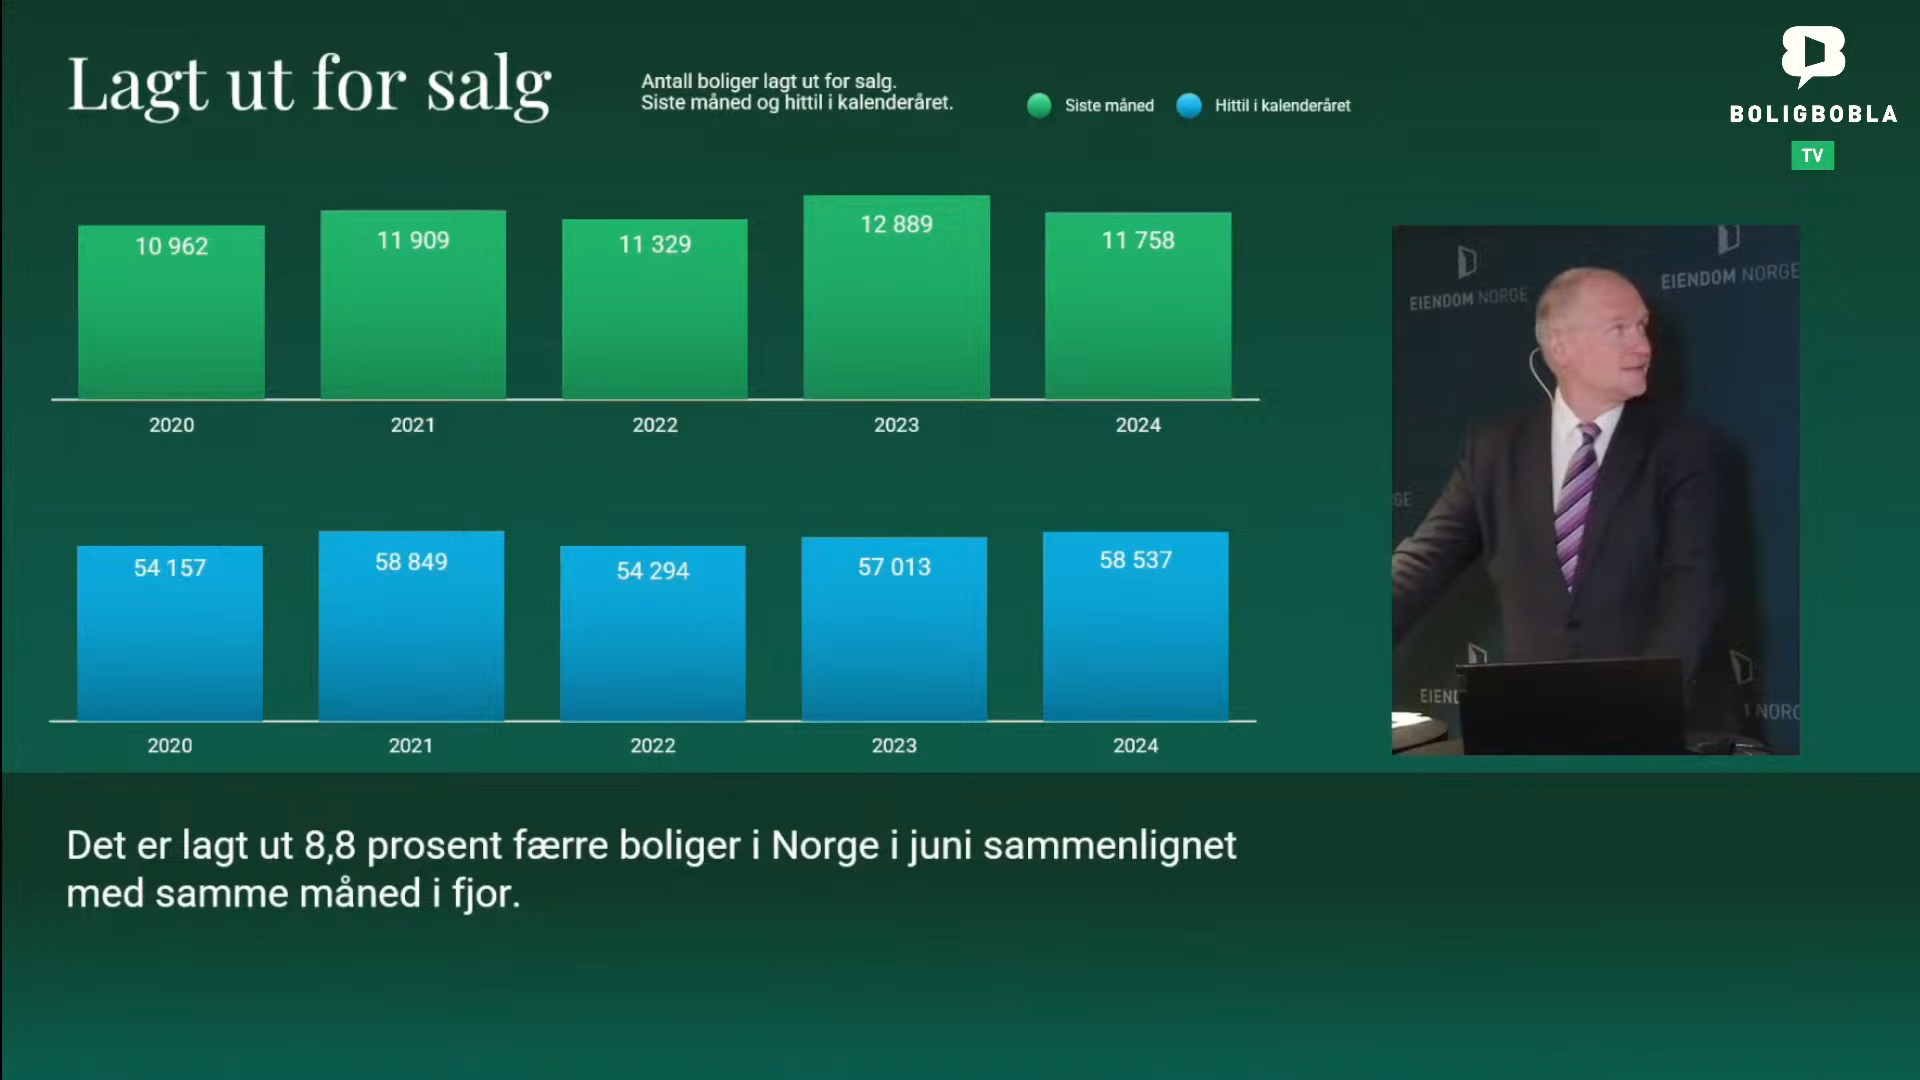 Lagt ut for salg
Antall boliger lagt ut for salg.
Siste måned og hittil i kalenderåret.
Siste måned
Hittil i kalenderåret
BOLIGBOBLA
TV
10 962
11 909
11 329
12 889
11 758
2020
2021
2022
2023
2024
54 157
58 849
54 294
57 013
58 537
2020
2021
2022
2023
2024
EIENDOM NORGE
EIENDOM NORGE
GE
EIEND
NORG
Det er lagt ut 8,8 prosent færre boliger i Norge i juni sammenlignet
med samme måned i fjor.